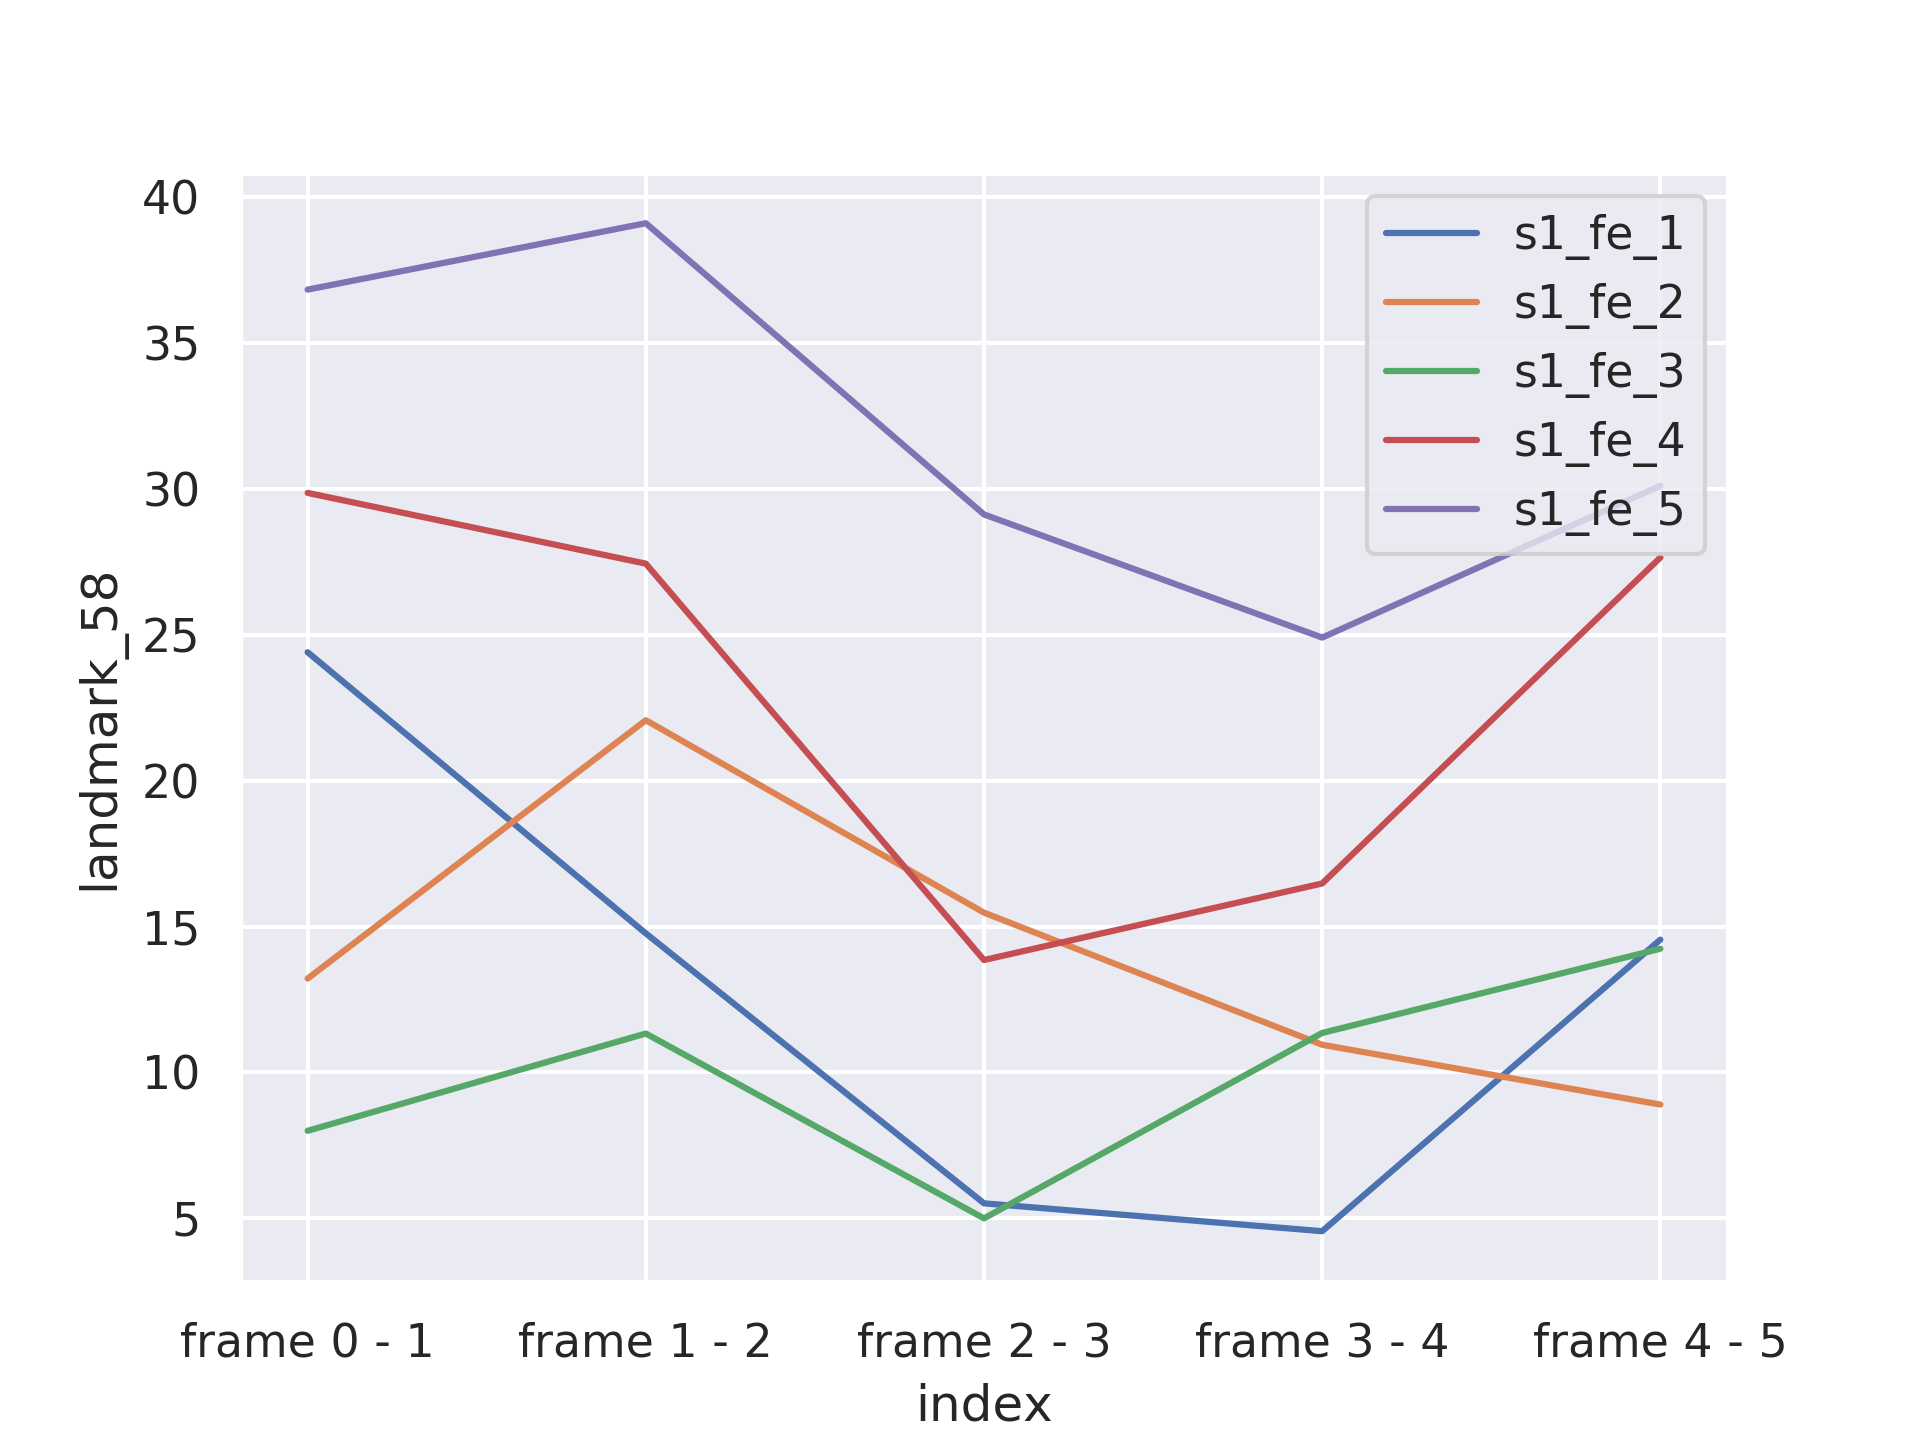 40
35
30
25
20
15
10
5
landmark_58
s1_fe_1
s1_fe_2
s1_fe_3
s1_fe_4
s1_fe_5
frame 0 - 1 frame 1 - 2 frame 2 - 3 frame 3 - 4 frame 4 - 5
index